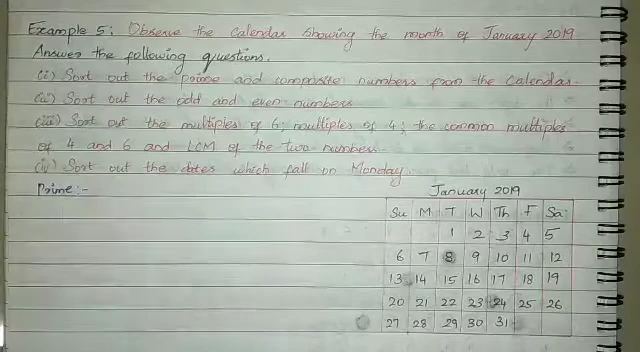 Example 5: Observe the Calendar showing the month of January 2019
Answer the following questions.
(i) Sort out the prime and composite numbers from the Calendar.
(ii) Sort out the odd and even numbers
(iii) Sort out the multiples of 6; multiples of 4; the common multiples
of 4 and 6 and LCM of the two numbers.
(iv) Sort out the dates which fall on Monday.
Prime:-
January 2019
Su M T W Th F Sa
1 2 3 4 5
6 7 8 9 10 11 12
13 14 15 16 17 18 19
20 21 22 23 24 25 26
27 28 29 30 31